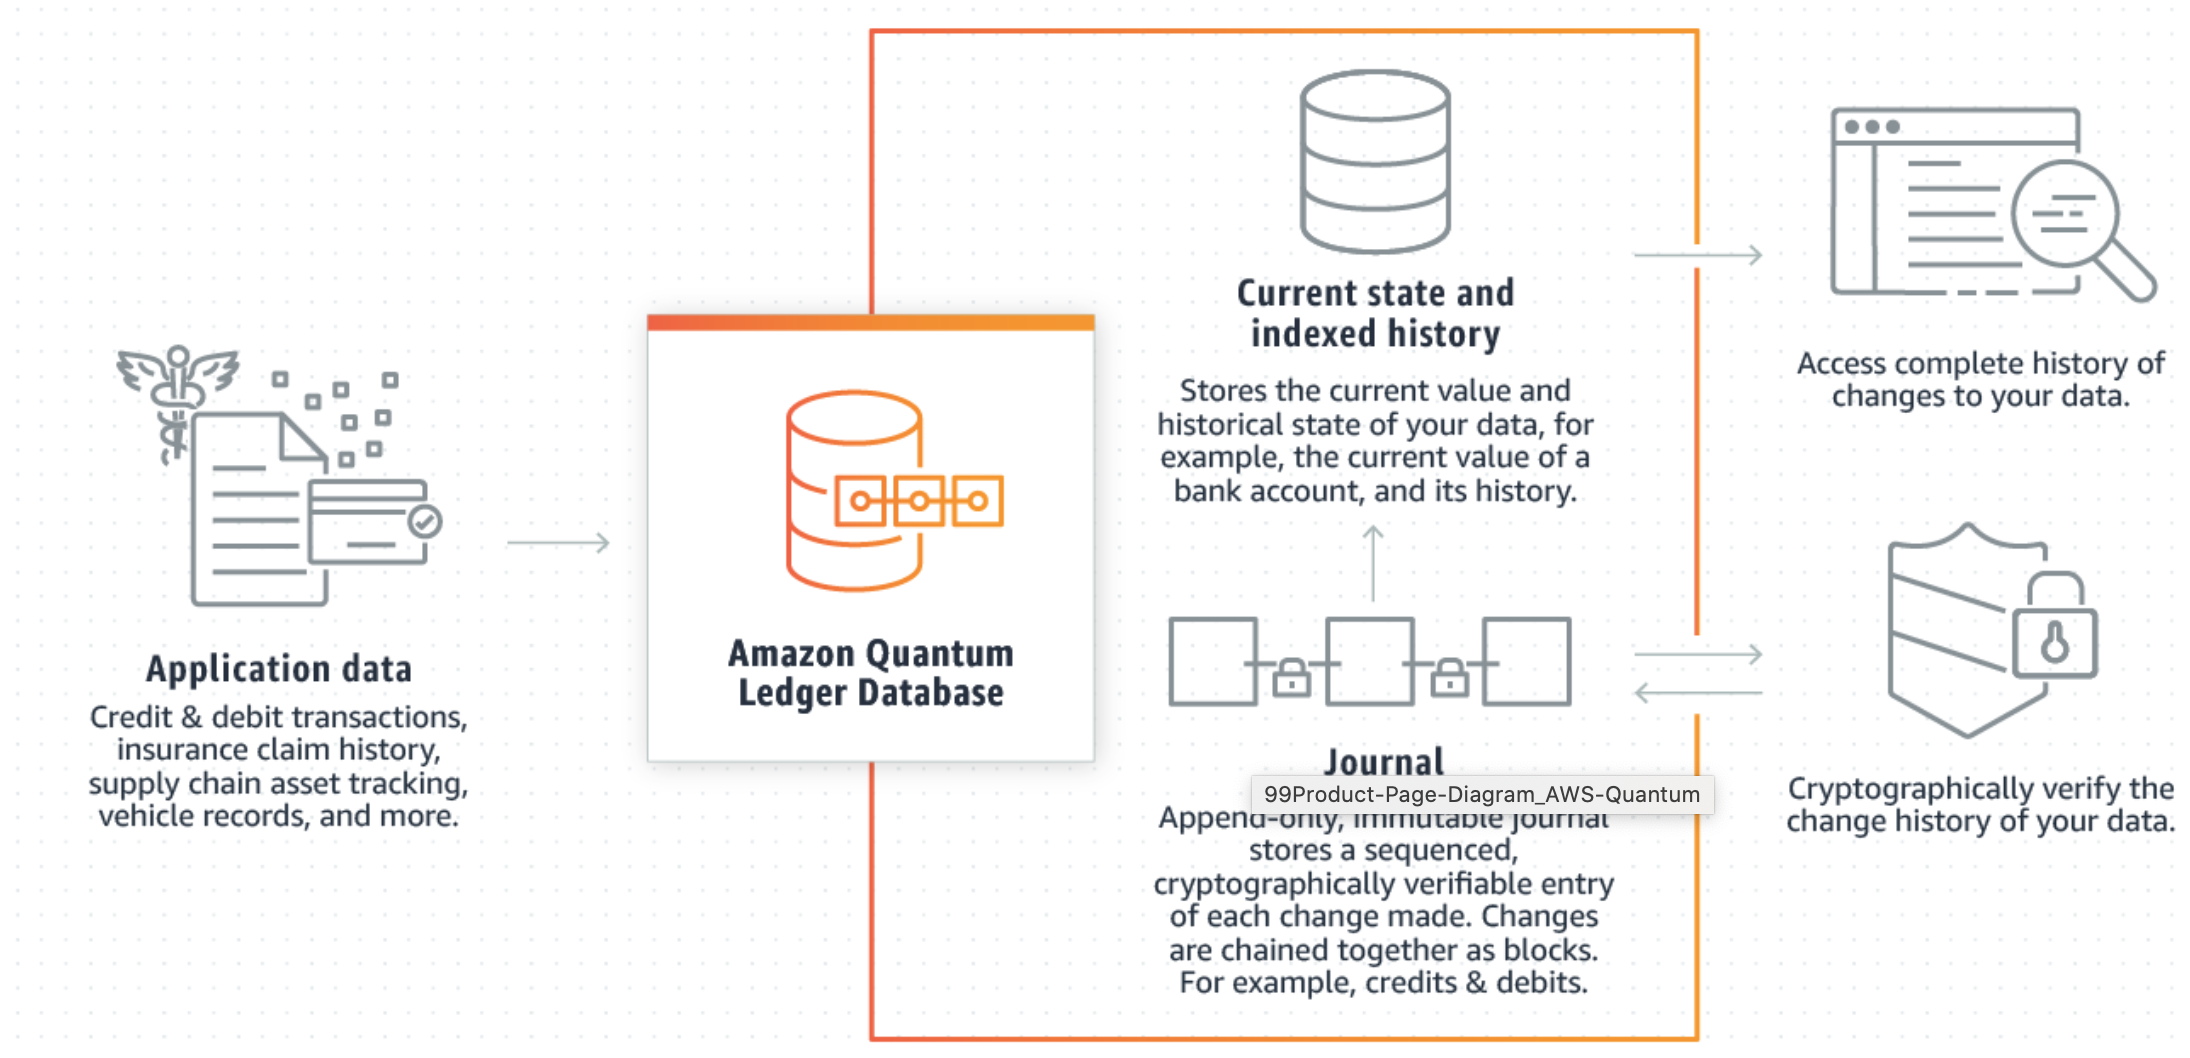 Application data
Credit & debit transactions,
insurance claim history,
supply chain asset tracking,
vehicle records, and more.
Amazon Quantum
Ledger Database
Current state and
indexed history
Stores the current value and
historical state of your data, for
example, the current value of a
bank account, and its history.
Journal
99Product-Page-Diagram_AWS-Quantum
Append-only, immutable journal
stores a sequenced,
cryptographically verifiable entry
of each change made. Changes
are chained together as blocks.
For example, credits & debits.
Access complete history of
changes to your data.
Cryptographically verify the
change history of your data.